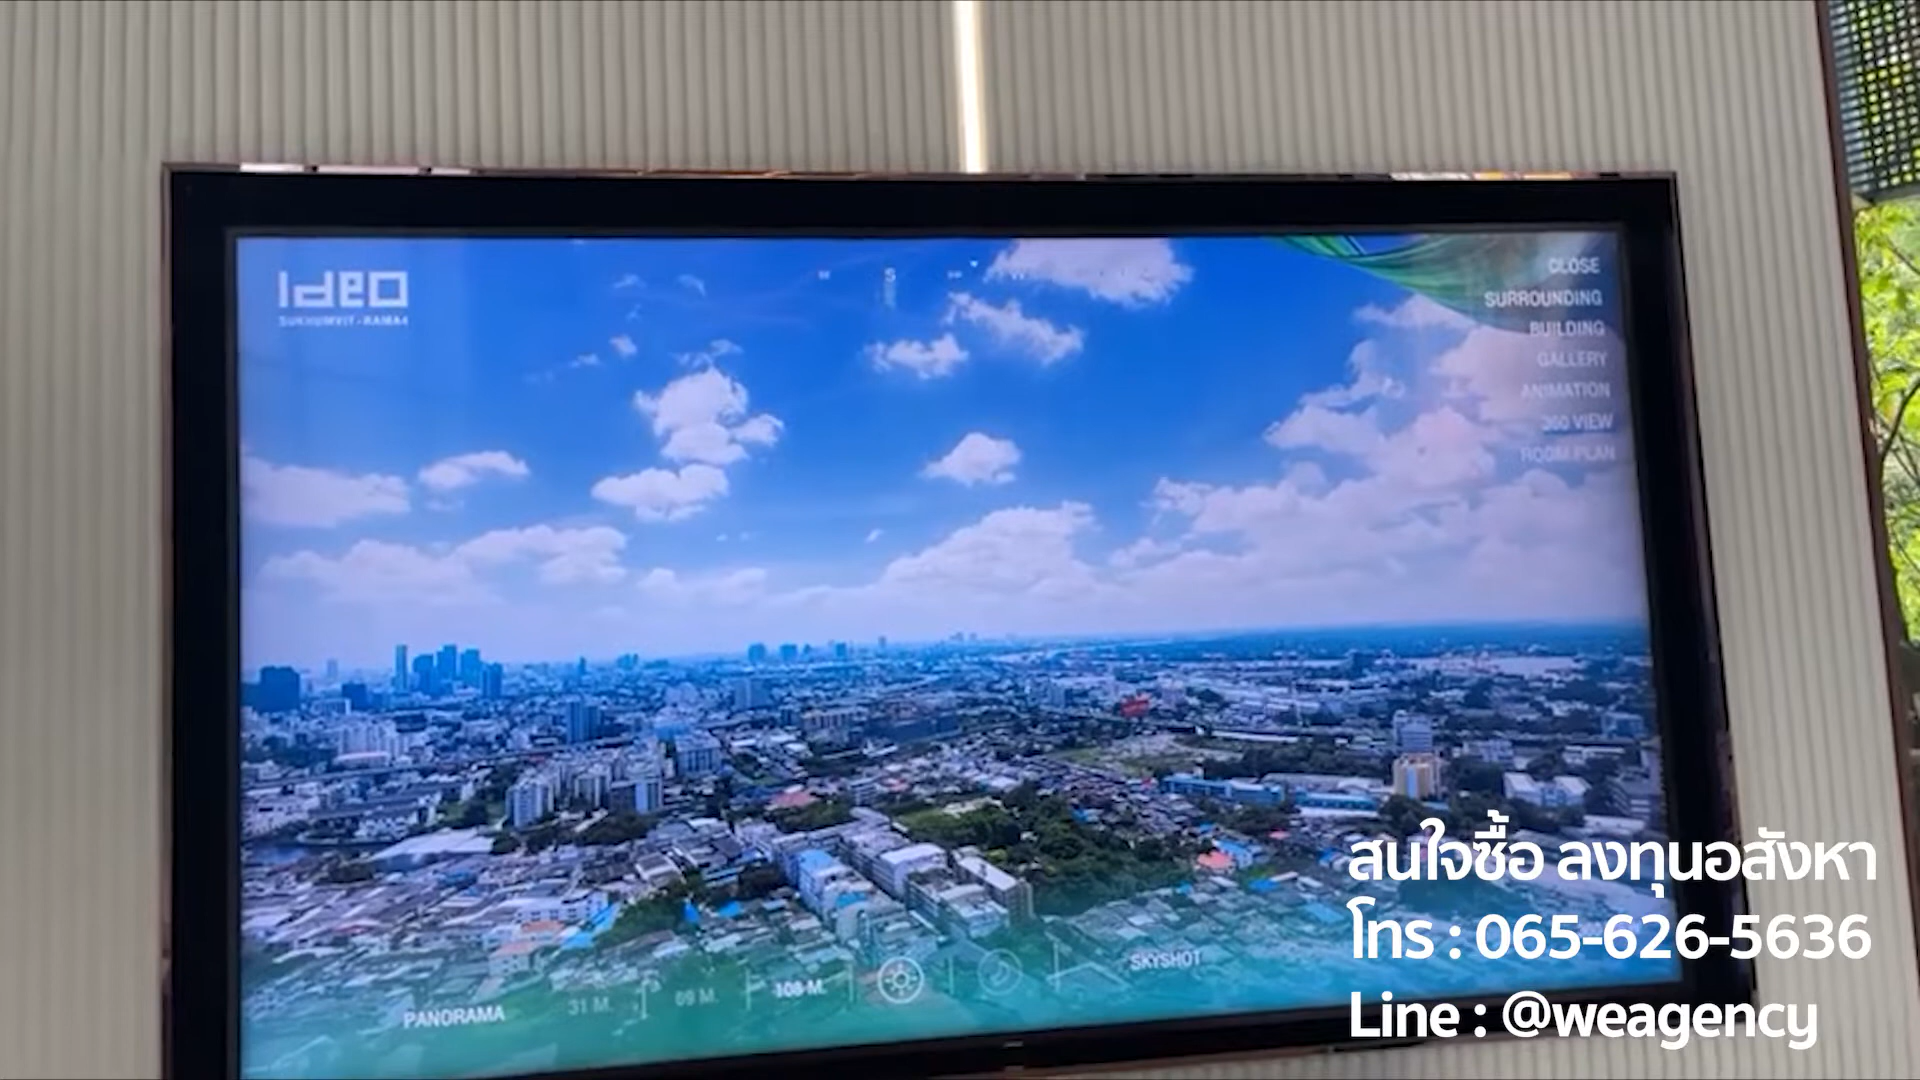 Ideo
SUKHUMVIT - RAMA4
S
W
CLOSE
SURROUNDING
BUILDING
GALLERY
ANIMATION
360 VIEW
ROOM PLAN
PANORAMA
31 M.
69 M.
108 M.
SKYSHOT
สนใจซื้อ ลงทุนอสังหา
โทร : 065-626-5636
Line : @weagency